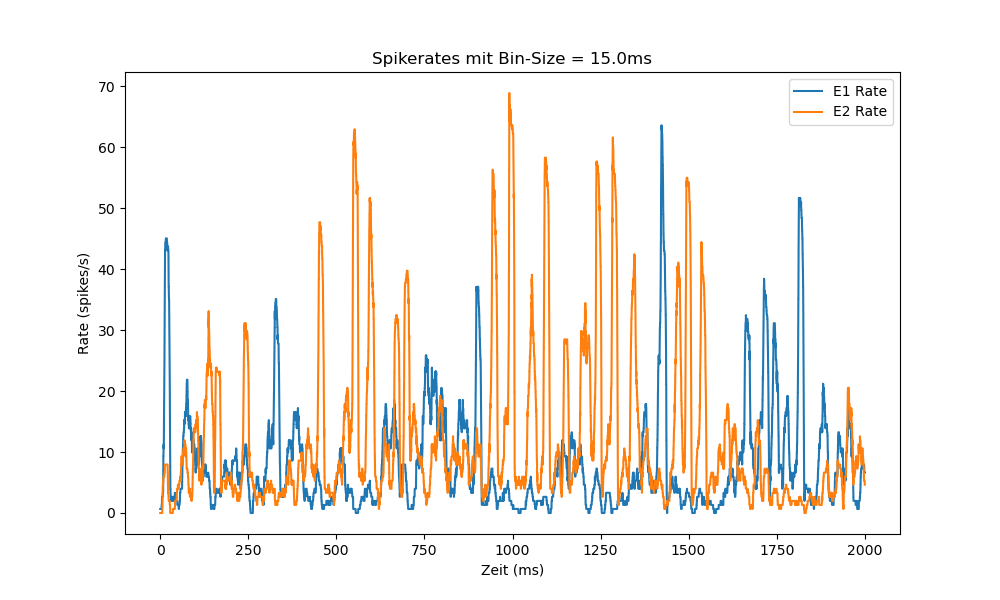 Spikerates mit Bin-Size = 15.0ms
E1 Rate
E2 Rate
70
60
50
40
30
20
10
0
Rate (spikes/s)
0 250 500 750 1000 1250 1500 1750 2000
Zeit (ms)